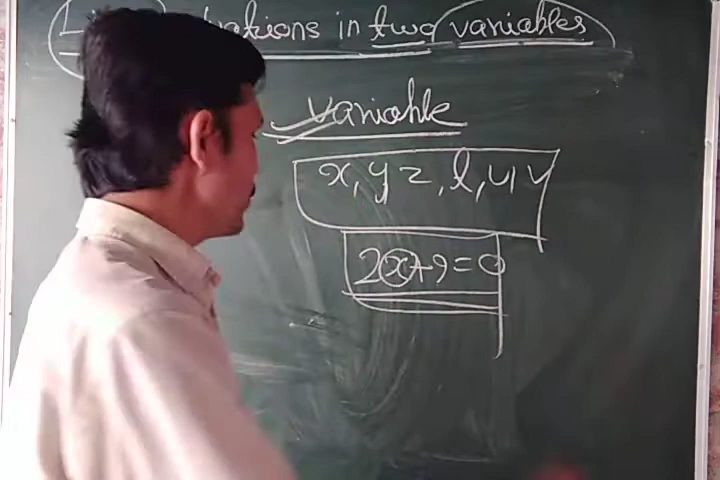 in two variables
variable
x, y z, l, u, v
2x+9=0